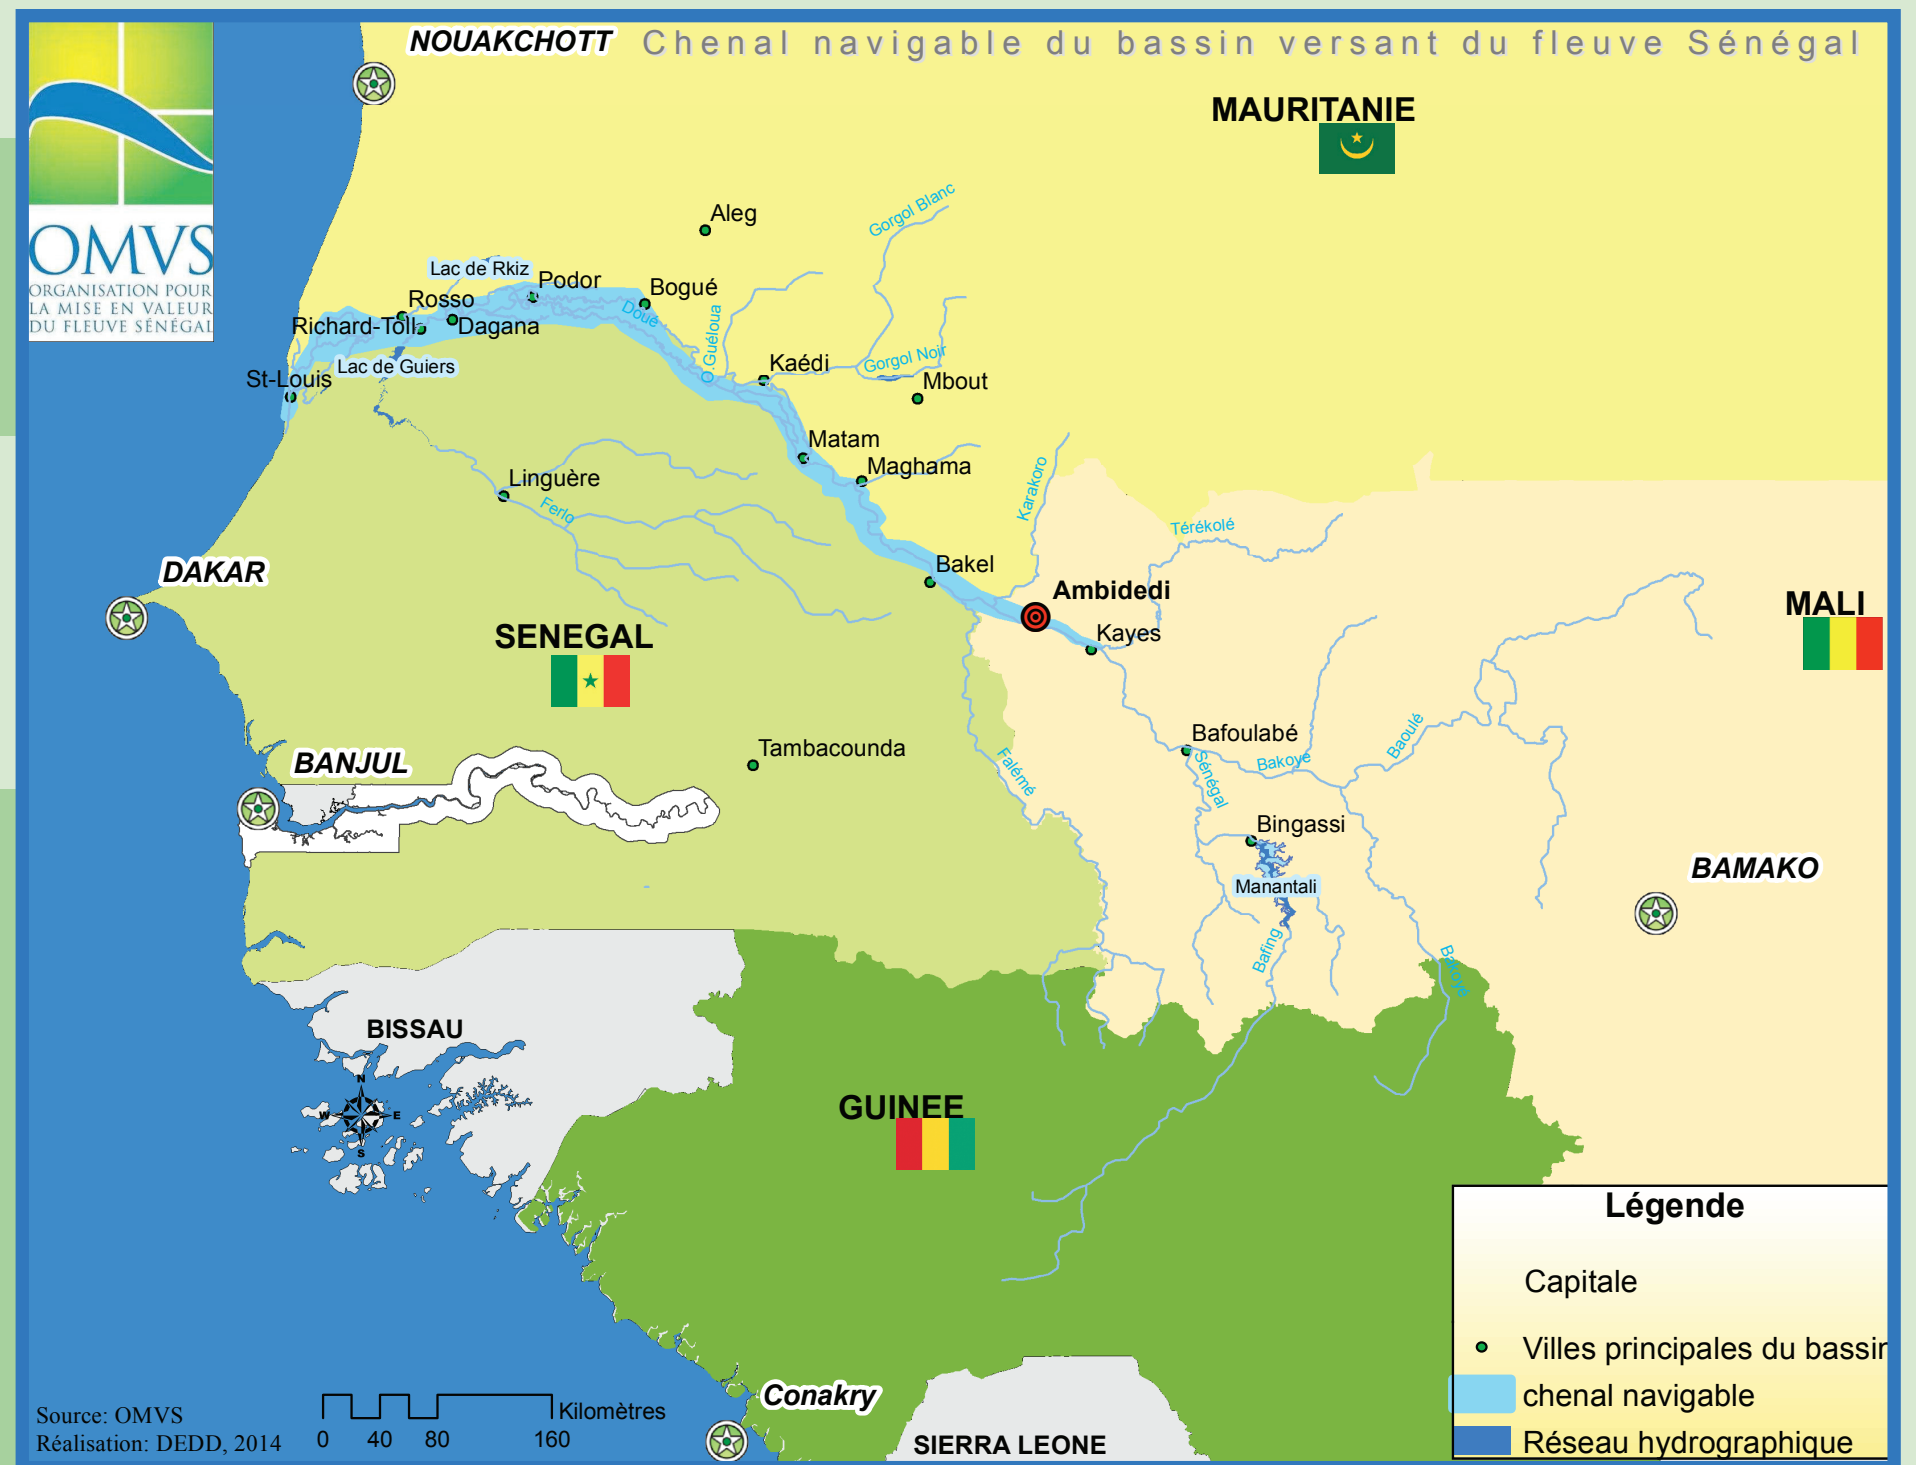 NOUAKCHOTT
Chenal navigable du bassin versant du fleuve Sénégal
MAURITANIE
OMVS
ORGANISATION POUR
LA MISE EN VALEUR
DU FLEUVE SÉNÉGAL
Aleg
Gorgol Blanc
Lac de Rkiz
Podor
Bogué
Rosso
Doué
Richard-Toll
Dagana
O.Guéloua
Lac de Guiers
Kaédi
Gorgol Noir
St-Louis
Mbout
Matam
Maghama
Linguère
Karakoro
Ferlo
Térékolé
DAKAR
Bakel
Ambidedi
MALI
SENEGAL
Kayes
Bafoulabé
Baoulé
Tambacounda
BANJUL
Bakoye
Falémé
Sénégal
Bingassi
BAMAKO
Manantali
Bafing
Bakoyé
BISSAU
N
W
E
S
GUINEE
Légende
Capitale
Villes principales du bassin
chenal navigable
Réseau hydrographique
Conakry
SIERRA LEONE
Source: OMVS
Réalisation: DEDD, 2014
Kilomètres
0 40 80 160